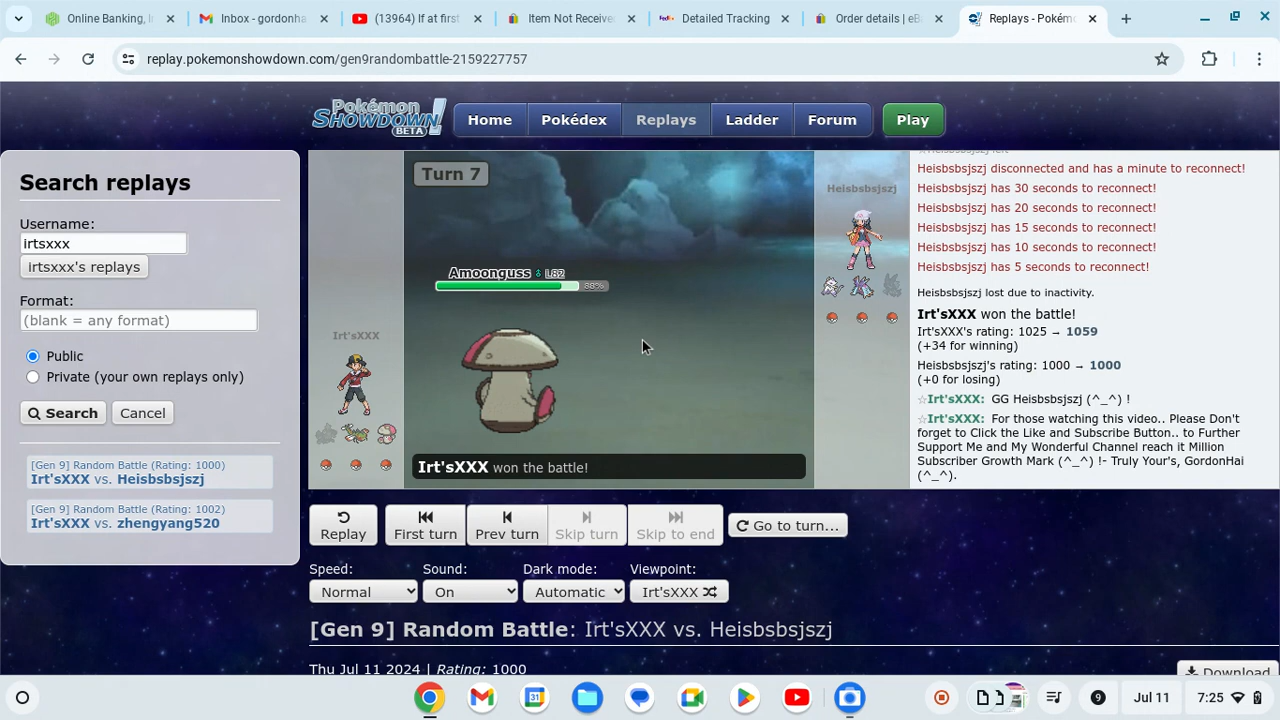 Online Banking, l
Inbox - gordonha
(13964) If at first
Item Not Receive
Detailed Tracking
Order details | eB
Replays - Pokém
replay.pokemonshowdown.com/gen9randombattle-2159227757
Pokémon
SHOWDOWN!
BETA
Home
Pokédex
Replays
Ladder
Forum
Play
Search replays
Username:
irtsxxx
irtsxxx's replays
Format:
(blank = any format)
Public
Private (your own replays only)
Search
Cancel
[Gen 9] Random Battle (Rating: 1000)
Irt'sXXX vs. Heisbsbsjszj
[Gen 9] Random Battle (Rating: 1002)
Irt'sXXX vs. zhengyang520
Turn 7
Irt'sXXX
Amoonguss L82
88%
Irt'sXXX won the battle!
Heisbsbsjszj
Heisbsbsjszj disconnected and has a minute to reconnect!
Heisbsbsjszj has 30 seconds to reconnect!
Heisbsbsjszj has 20 seconds to reconnect!
Heisbsbsjszj has 15 seconds to reconnect!
Heisbsbsjszj has 10 seconds to reconnect!
Heisbsbsjszj has 5 seconds to reconnect!
Heisbsbsjszj lost due to inactivity.
Irt'sXXX won the battle!
Irt'sXXX's rating: 1025 → 1059
(+34 for winning)
Heisbsbsjszj's rating: 1000 → 1000
(+0 for losing)
☆Irt'sXXX: GG Heisbsbsjszj (^_^) !
☆Irt'sXXX: For those watching this video.. Please Don't
forget to Click the Like and Subscribe Button.. to Further
Support Me and My Wonderful Channel reach it Million
Subscriber Growth Mark (^_^) !- Truly Your's, GordonHai
(^_^).
Replay
First turn
Prev turn
Skip turn
Skip to end
Go to turn...
Speed:
Sound:
Dark mode:
Viewpoint:
Normal
On
Automatic
Irt'sXXX
[Gen 9] Random Battle: Irt'sXXX vs. Heisbsbsjszj
Thu Jul 11 2024 | Rating: 1000
Download
31
9
Jul 11
7:25